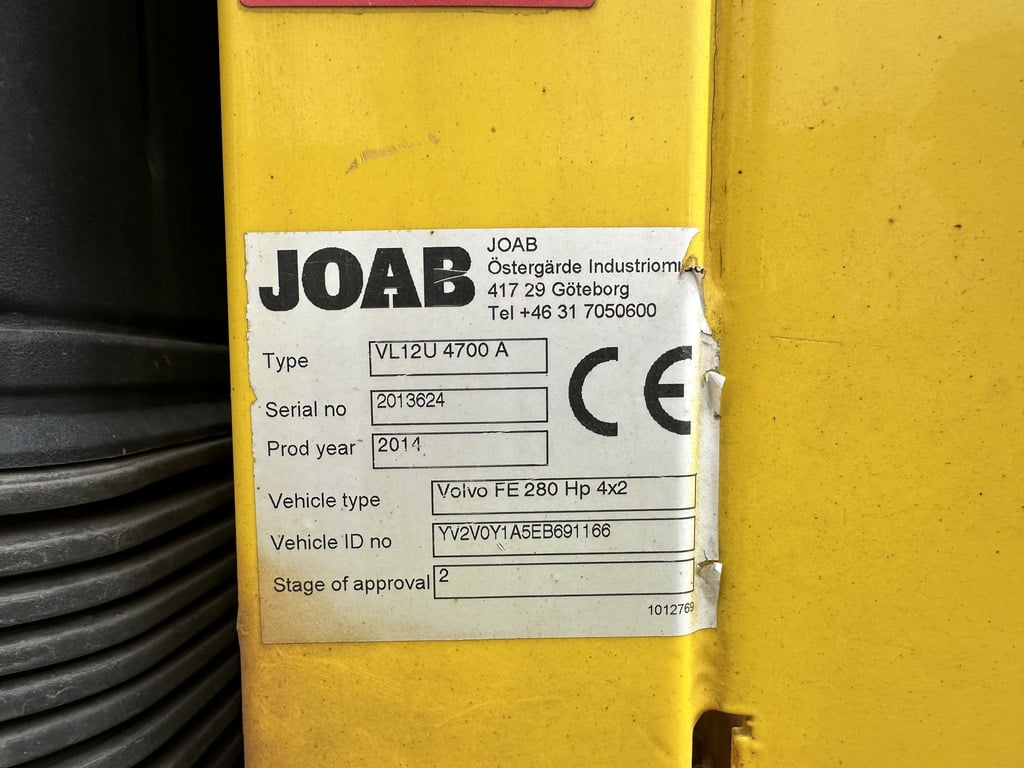 JOAB
JOAB
Östergärde
417 29 Göteborg
Tel +46 31 7050600
Type VL12U 4700 A
CE
Serial no 2013624
Prod year 2014
Vehicle type Volvo FE 280 Hp 4x2
Vehicle ID no YV2V0Y1A5EB691166
Stage of approval 2
1012769